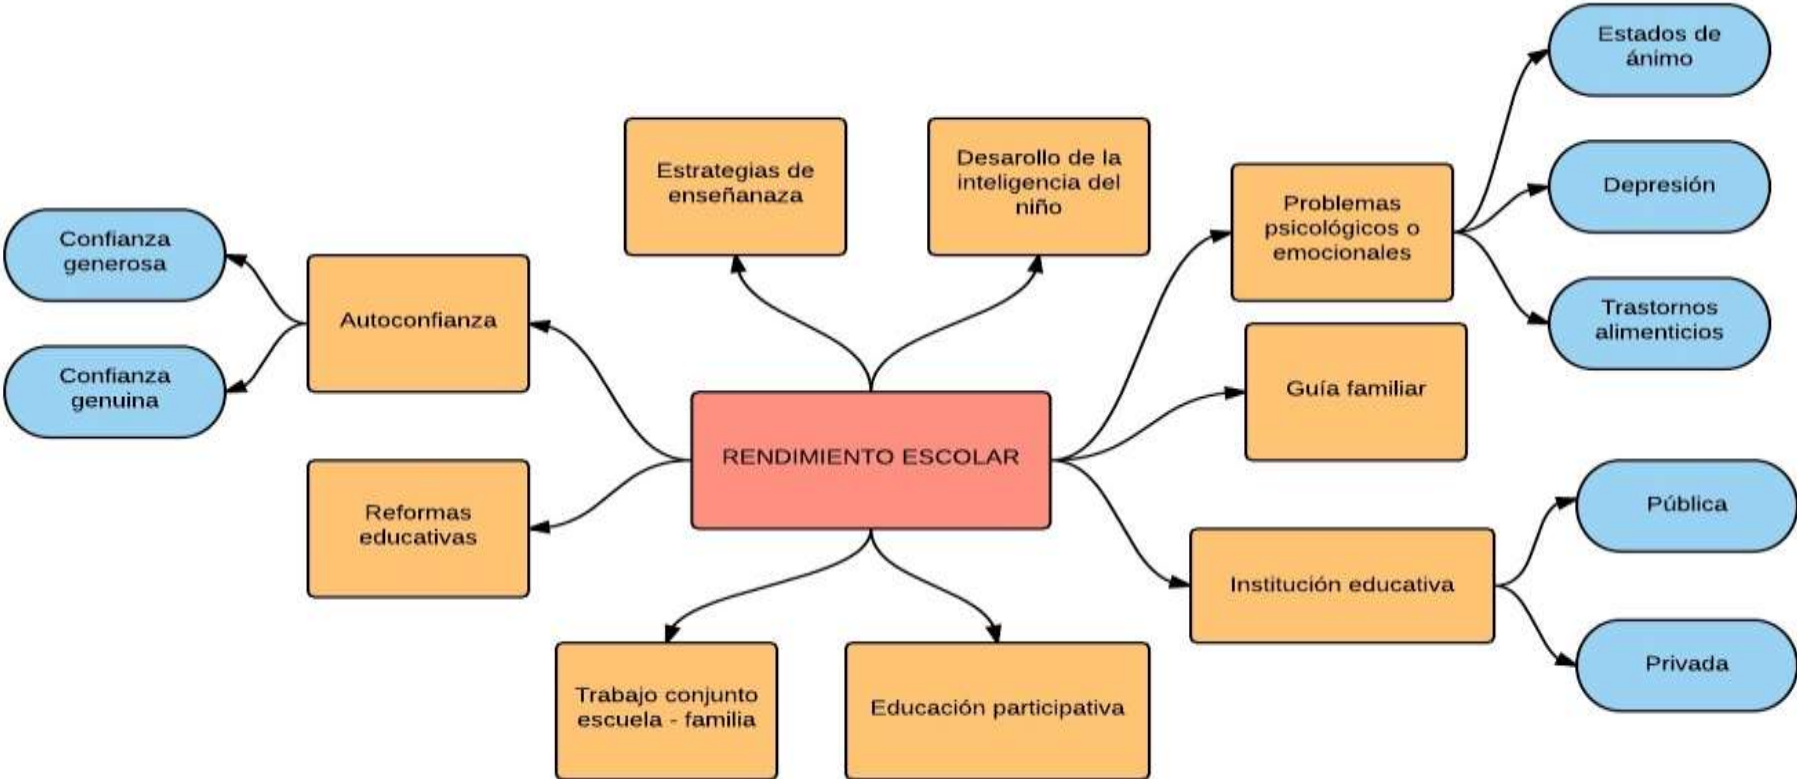 Estados de
ánimo
Estrategias de
enseñanaza
Desarollo de la
inteligencia del
niño
Problemas
psicológicos o
emocionales
Depresión
Confianza
generosa
Autoconfianza
Trastornos
alimenticios
Confianza
genuina
Guía familiar
RENDIMIENTO ESCOLAR
Reformas
educativas
Pública
Institución educativa
Privada
Trabajo conjunto
escuela - familia
Educación participativa